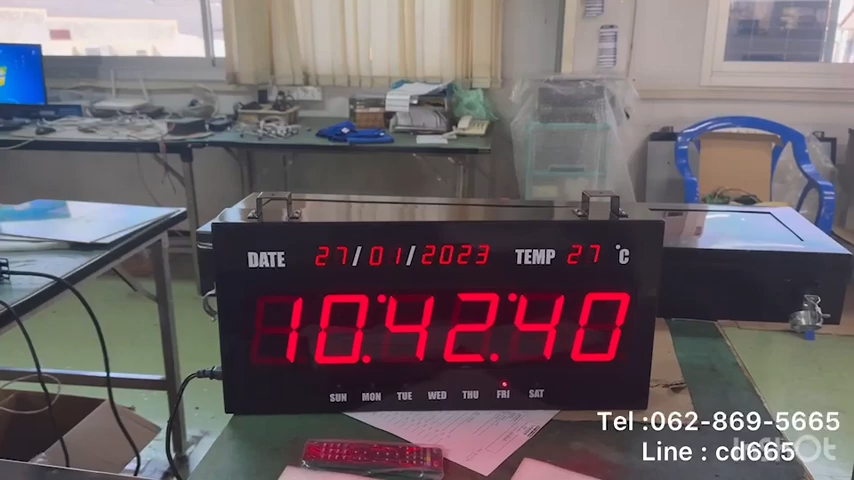 DATE 27/01/2023 TEMP 27 °C
10:42:40
SUN MON TUE WED THU FRI SAT
Tel :062-869-5665
Line : cd665